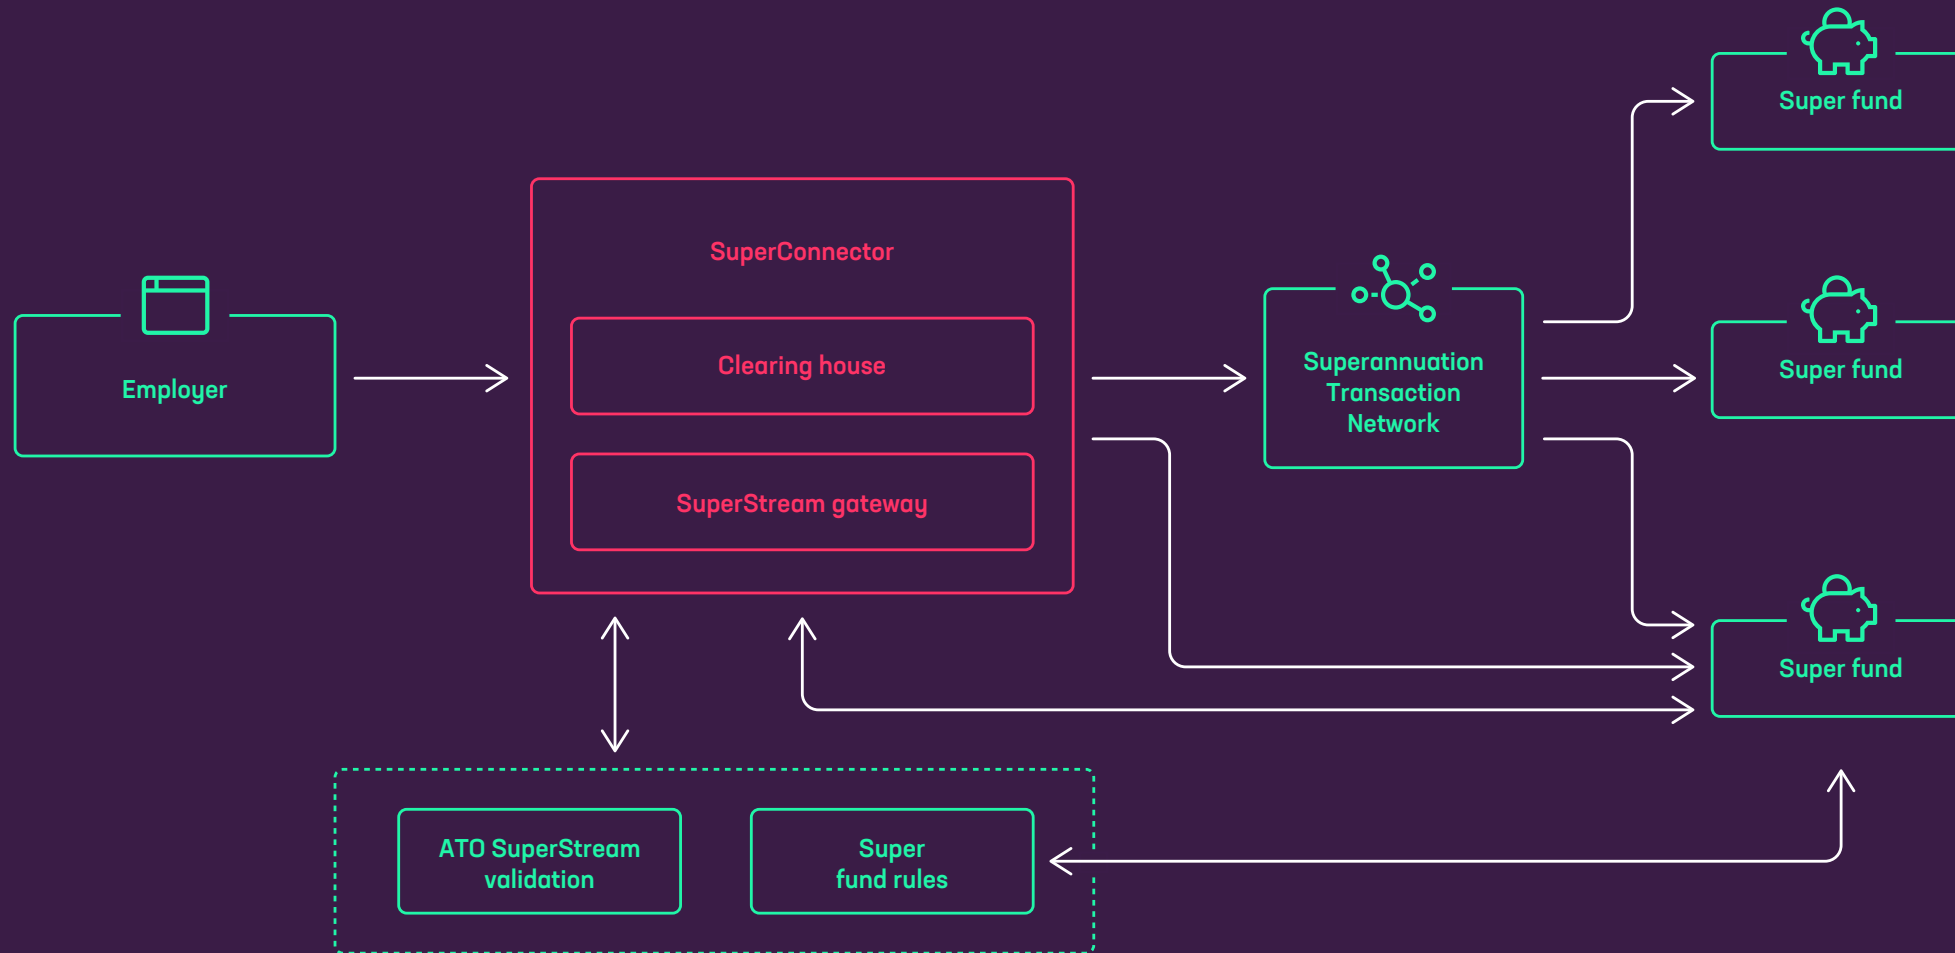 Super fund
SuperConnector
Employer
Clearing house
SuperStream gateway
Superannuation
Transaction
Network
Super fund
Super fund
ATO SuperStream
validation
Super
fund rules